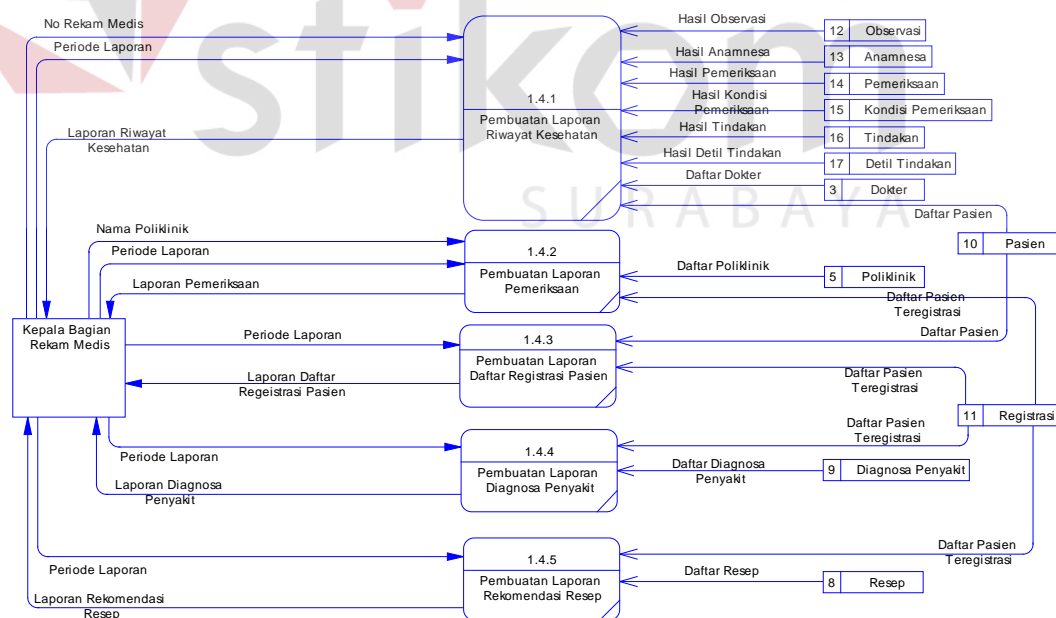 stikom
SURABAYA
No Rekam Medis
Periode Laporan
Laporan Riwayat
Kesehatan
1.4.1
Pembuatan Laporan
Riwayat Kesehatan
Hasil Observasi
12 Observasi
Hasil Anamnesa
13 Anamnesa
Hasil Pemeriksaan
14 Pemeriksaan
Hasil Kondisi
Pemeriksaan
15 Kondisi Pemeriksaan
Hasil Tindakan
16 Tindakan
Hasil Detil Tindakan
17 Detil Tindakan
Daftar Dokter
3 Dokter
Daftar Pasien
10 Pasien
Nama Poliklinik
Periode Laporan
Laporan Pemeriksaan
1.4.2
Pembuatan Laporan
Pemeriksaan
Daftar Poliklinik
5 Poliklinik
Daftar Pasien
Teregistrasi
Kepala Bagian
Rekam Medis
Periode Laporan
Laporan Daftar
Regeistrasi Pasien
1.4.3
Pembuatan Laporan
Daftar Registrasi Pasien
Daftar Pasien
Daftar Pasien
Teregistrasi
11 Registrasi
Periode Laporan
Laporan Diagnosa
Penyakit
1.4.4
Pembuatan Laporan
Diagnosa Penyakit
Daftar Pasien
Teregistrasi
Daftar Diagnosa
Penyakit
9 Diagnosa Penyakit
Periode Laporan
Laporan Rekomendasi
Resep
1.4.5
Pembuatan Laporan
Rekomendasi Resep
Daftar Pasien
Teregistrasi
Daftar Resep
8 Resep